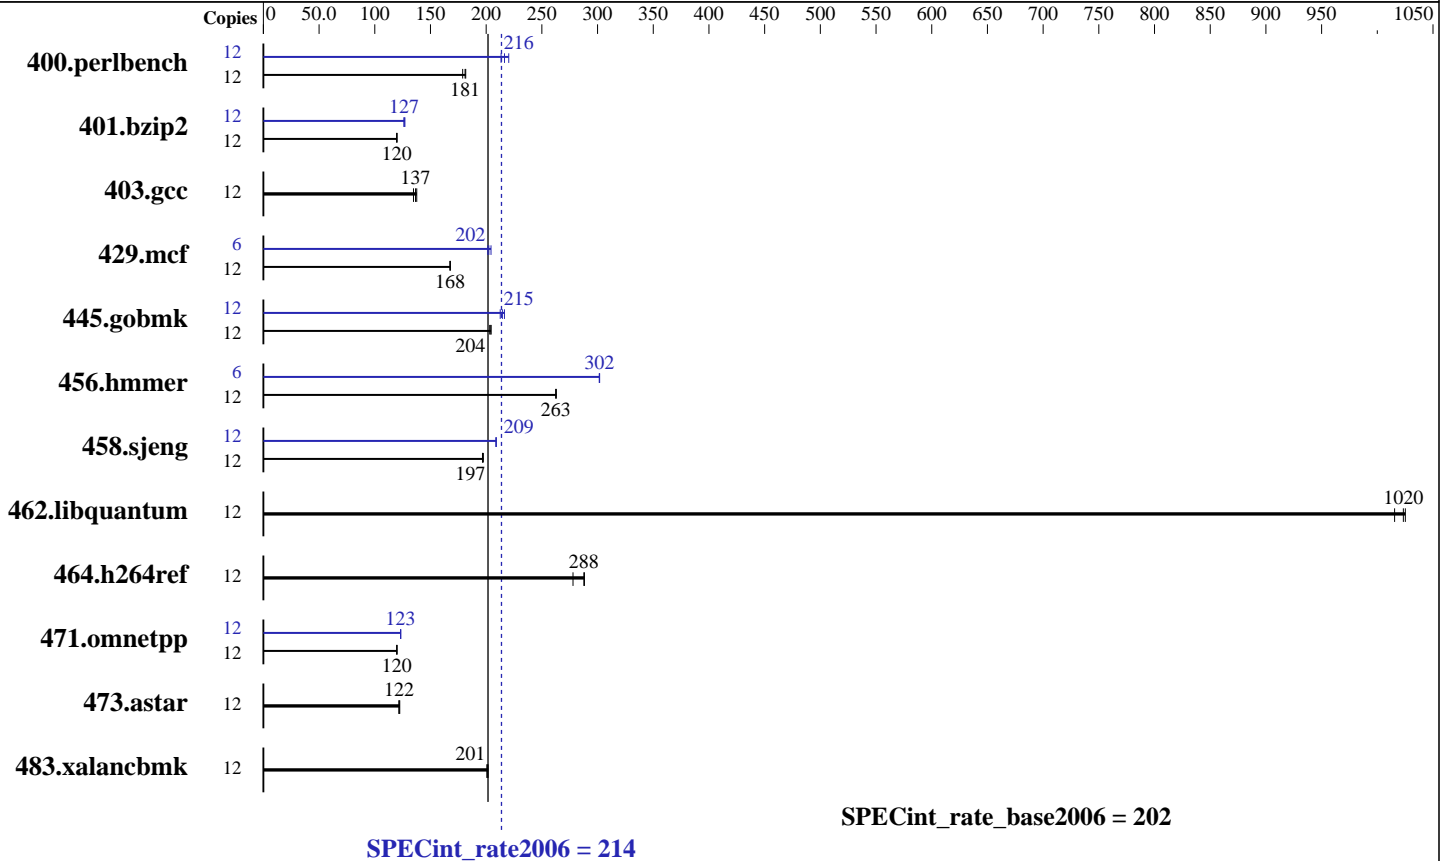 Copies 0 50.0 100 150 200 250 300 350 400 450 500 550 600 650 700 750 800 850 900 950 1050
400.perlbench 12 216
12 181
401.bzip2 12 127
12 120
403.gcc 12 137
429.mcf 6 202
12 168
445.gobmk 12 215
12 204
456.hmmer 6 302
12 263
458.sjeng 12 209
12 197
462.libquantum 12 1020
464.h264ref 12 288
471.omnetpp 12 123
12 120
473.astar 12 122
483.xalancbmk 12 201
SPECint_rate_base2006 = 202
SPECint_rate2006 = 214